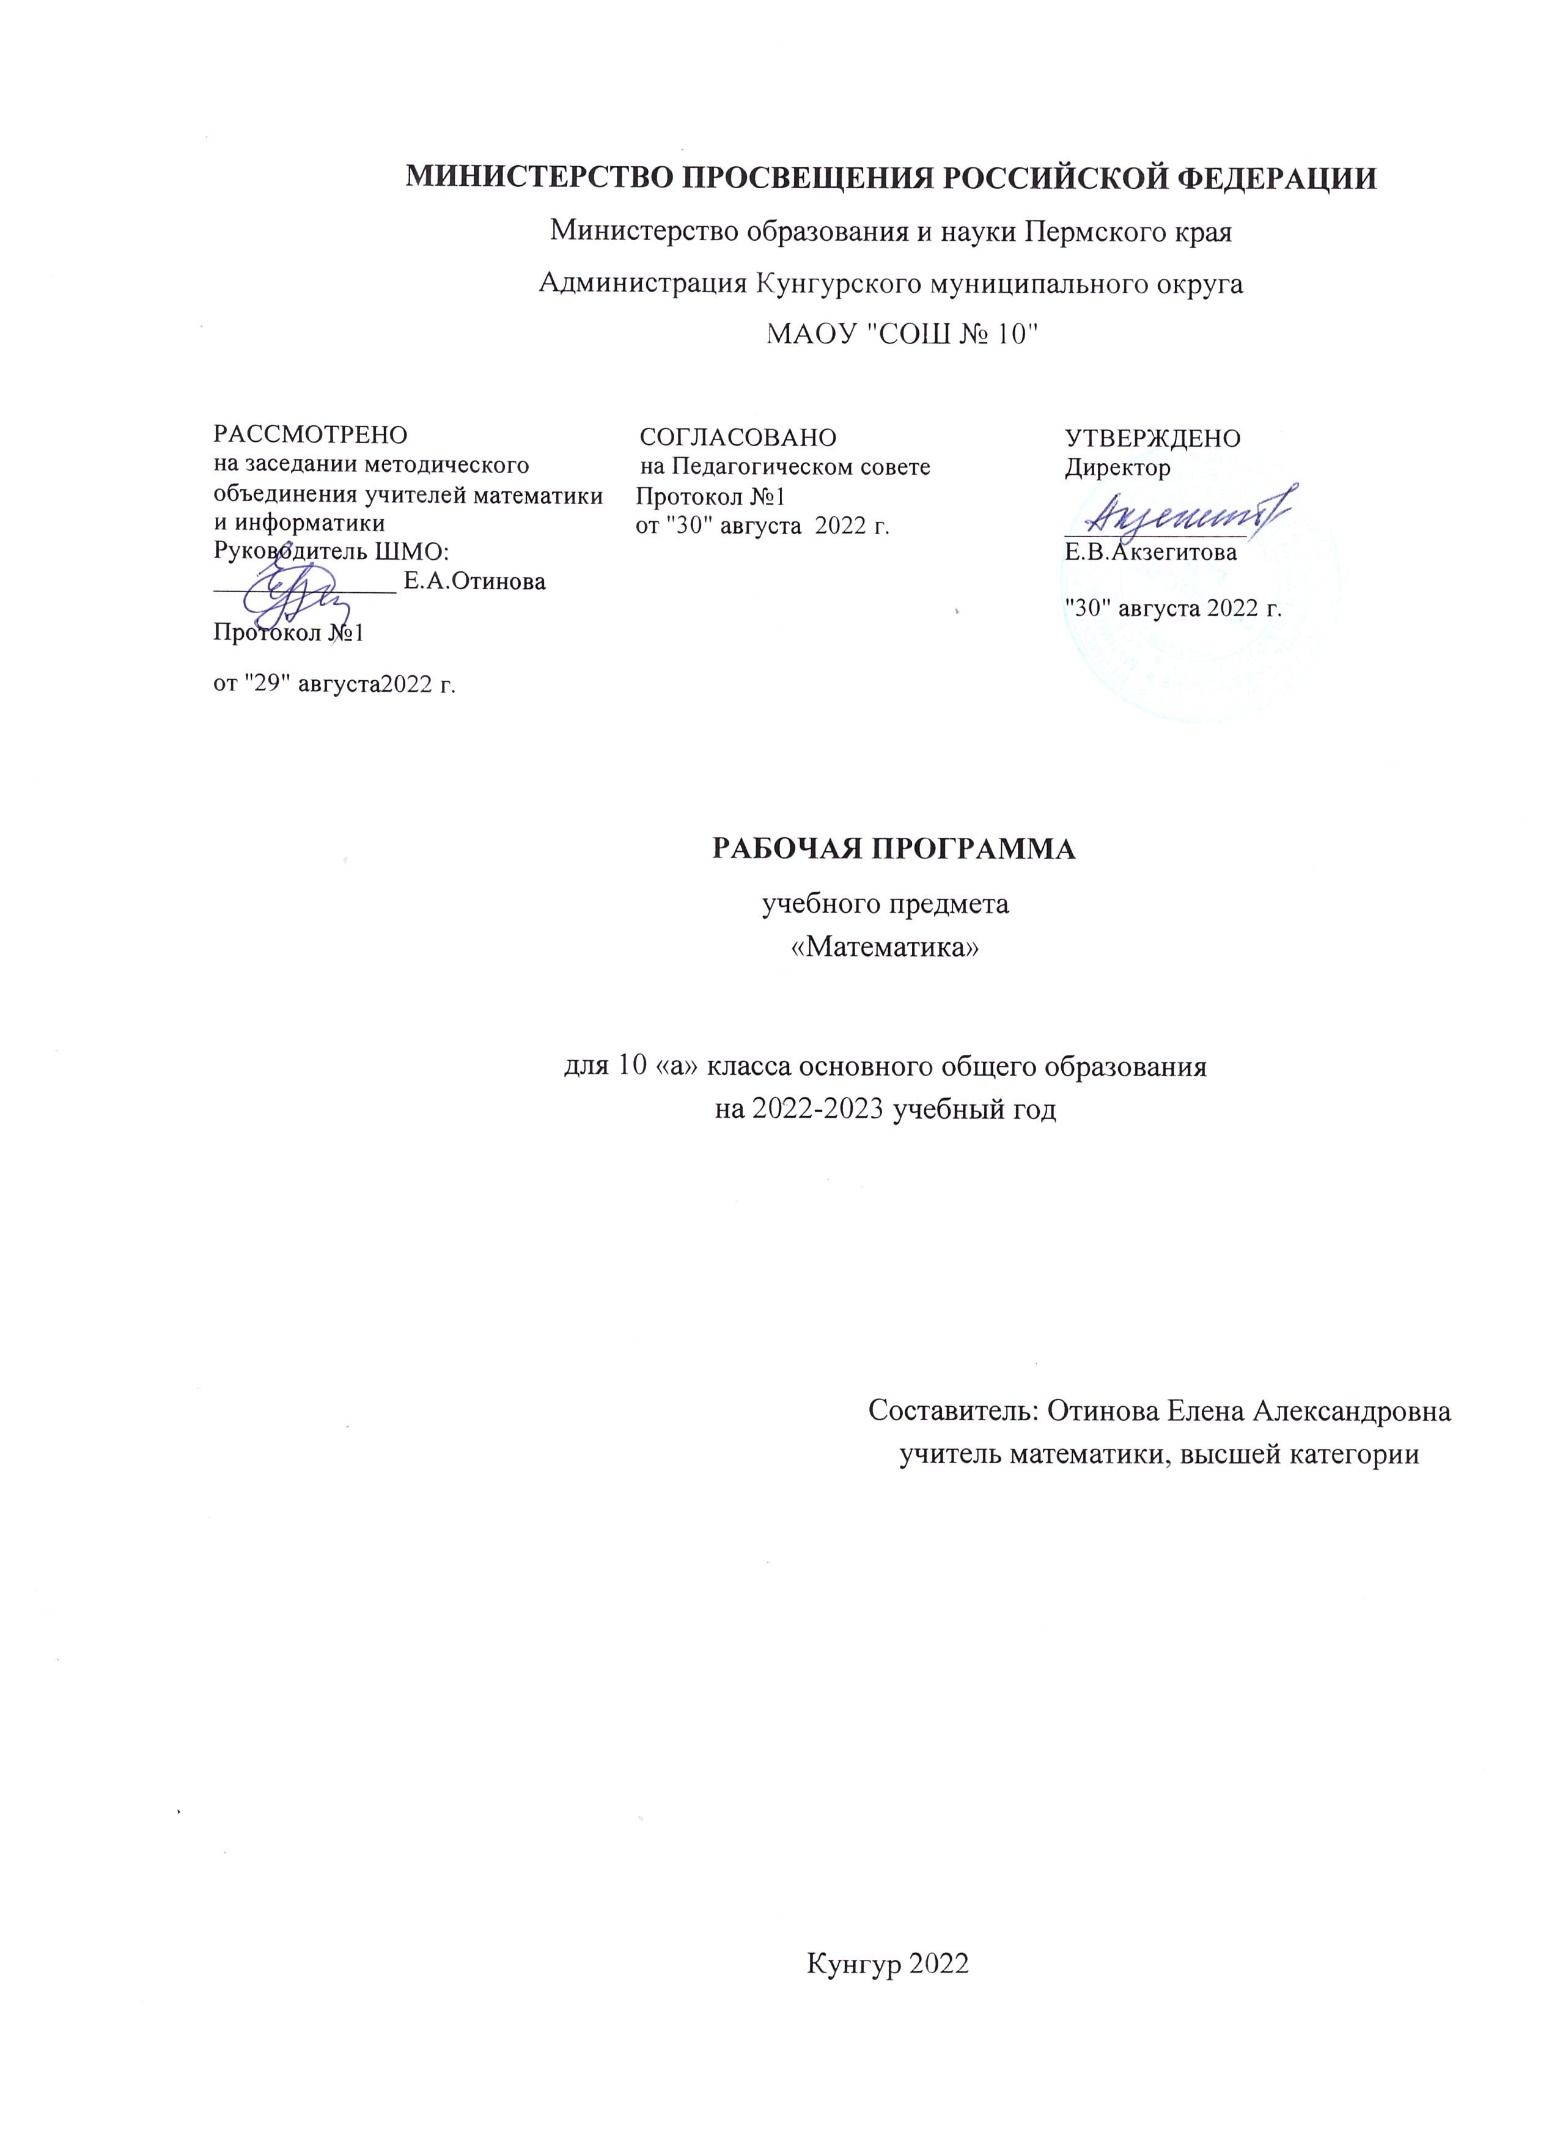 МИНИСТЕРСТВО ПРОСВЕЩЕНИЯ РОССИЙСКОЙ ФЕДЕРАЦИИ
Министерство образования и науки Пермского края
Администрация Кунгурского муниципального округа
МАОУ "СОШ № 10"
РАССМОТРЕНО
на заседании методического
объединения учителей математики
и информатики
Руководитель ШМО:
______________ Е.А.Отинова
Протокол №1
от "29" августа2022 г.
СОГЛАСОВАНО
на Педагогическом совете
Протокол №1
от "30" августа  2022 г.
УТВЕРЖДЕНО
Директор
______________
Е.В.Акзегитова
"30" августа 2022 г.
РАБОЧАЯ ПРОГРАММА
учебного предмета
«Математика»
для 10 «а» класса основного общего образования
на 2022-2023 учебный год
Составитель: Отинова Елена Александровна
учитель математики, высшей категории
Кунгур 2022